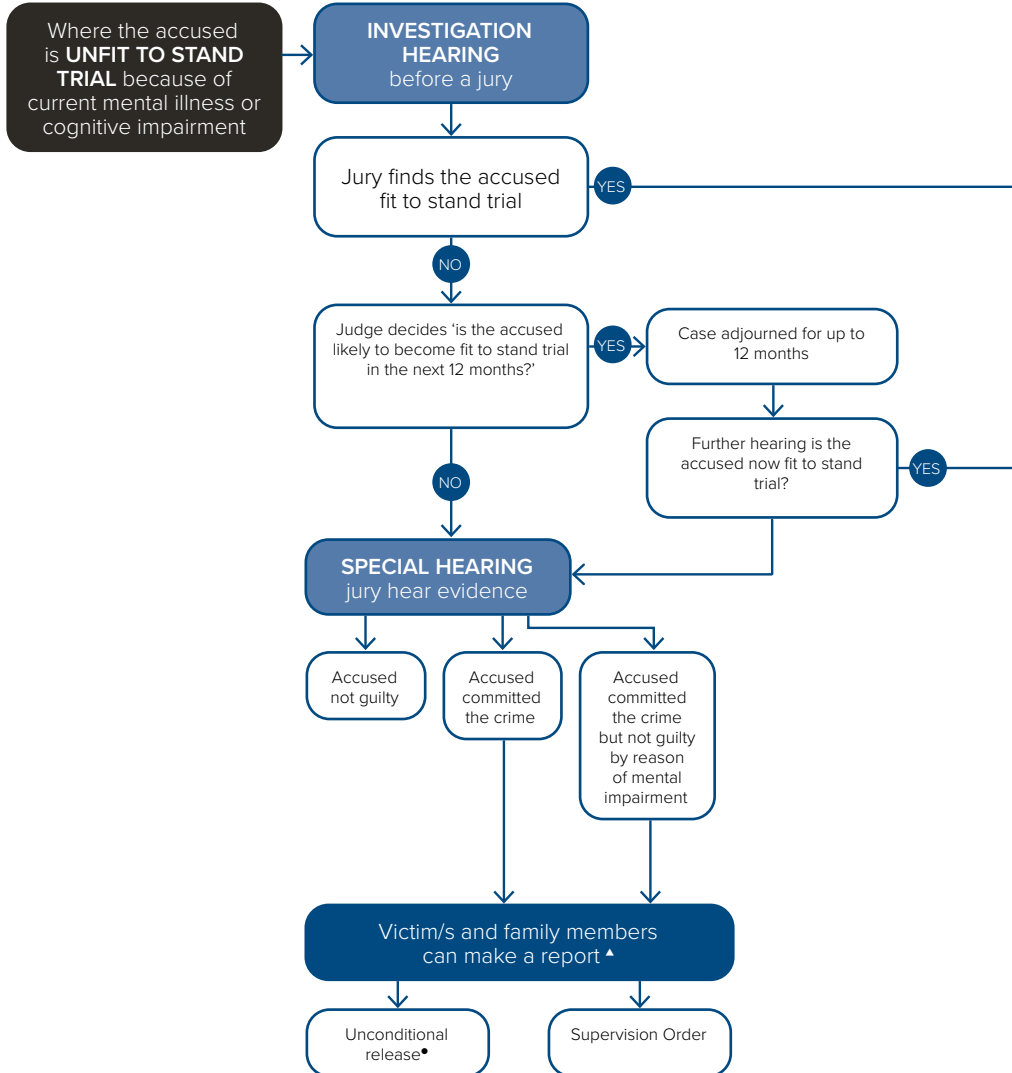 Where the accused
is UNFIT TO STAND
TRIAL because of
current mental illness or
cognitive impairment
INVESTIGATION
HEARING
before a jury
Jury finds the accused
fit to stand trial
YES
NO
Judge decides ‘is the accused
likely to become fit to stand trial
in the next 12 months?’
YES
Case adjourned for up to
12 months
Further hearing is the
accused now fit to stand
trial?
YES
NO
SPECIAL HEARING
jury hear evidence
Accused
not guilty
Accused
committed
the crime
Accused
committed
the crime
but not guilty
by reason
of mental
impairment
Victim/s and family members
can make a report ▲
Unconditional
release●
Supervision Order